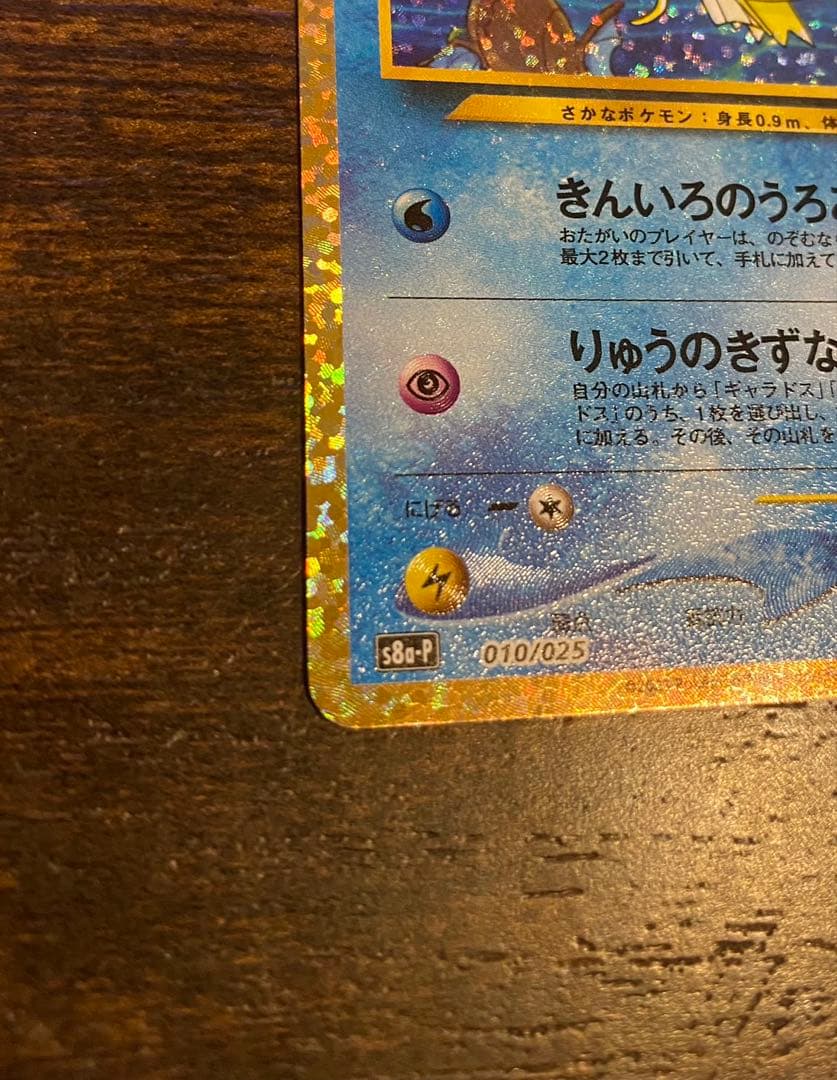 さかなポケモン：身長0.9m、体
きんいろのうろ
おたがいのプレイヤーは、のぞむな
最大2枚まで引いて、手札に加えて
りゅうのきずな
自分の山札から「ギャラドス」
ドス」のうち、1枚を選び出し、
に加える。その後、その山札を
にげる
弱点 抵抗力
s8a-P 010/025